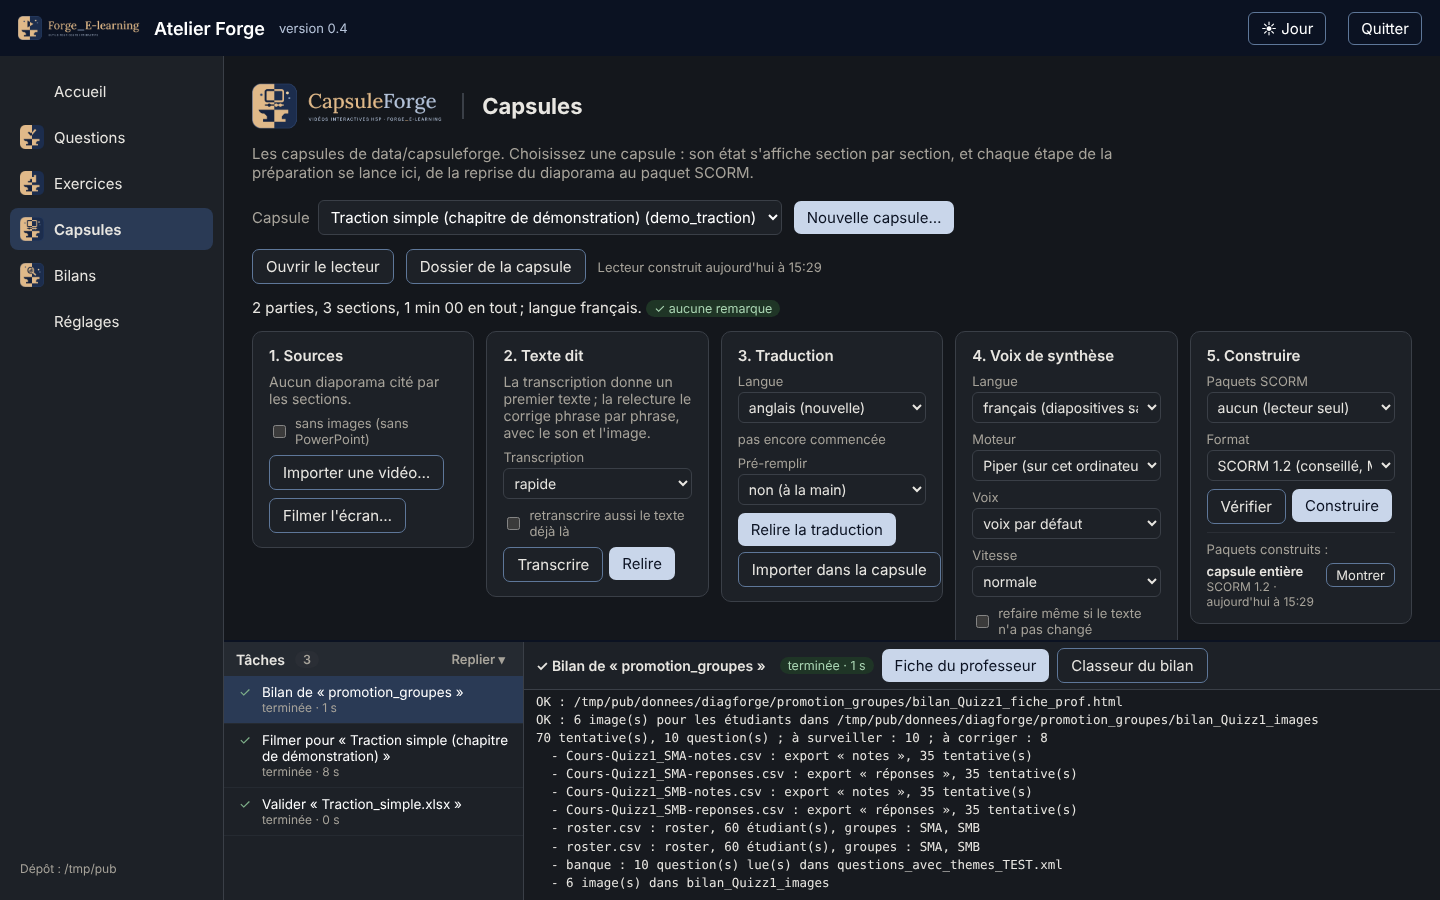 Forge_E-learning
Atelier Forge
version 0.4
☀ Jour
Quitter
Accueil
Questions
Exercices
Capsules
Bilans
Réglages
Dépôt : /tmp/pub
CapsuleForge
VIDÉOS INTERACTIVES H5P · FORGE_E-LEARNING
Capsules
Les capsules de data/capsuleforge. Choisissez une capsule : son état s'affiche section par section, et chaque étape de la
préparation se lance ici, de la reprise du diaporama au paquet SCORM.
Capsule
Traction simple (chapitre de démonstration) (demo_traction)
Nouvelle capsule...
Ouvrir le lecteur
Dossier de la capsule
Lecteur construit aujourd'hui à 15:29
2 parties, 3 sections, 1 min 00 en tout ; langue français.
✓ aucune remarque
1. Sources
Aucun diaporama cité par
les sections.
sans images (sans
PowerPoint)
Importer une vidéo...
Filmer l'écran...
2. Texte dit
La transcription donne un
premier texte ; la relecture le
corrige phrase par phrase,
avec le son et l'image.
Transcription
rapide
retranscrire aussi le texte
déjà là
Transcrire
Relire
3. Traduction
Langue
anglais (nouvelle)
pas encore commencée
Pré-remplir
non (à la main)
Relire la traduction
Importer dans la capsule
4. Voix de synthèse
Langue
français (diapositives sa
Moteur
Piper (sur cet ordinateu
Voix
voix par défaut
Vitesse
normale
refaire même si le texte
n'a pas changé
5. Construire
Paquets SCORM
aucun (lecteur seul)
Format
SCORM 1.2 (conseillé, M
Vérifier
Construire
Paquets construits :
capsule entière
SCORM 1.2 ·
aujourd'hui à 15:29
Montrer
Tâches
3
Replier ▾
✓ Bilan de « promotion_groupes »
terminée · 1 s
✓ Filmer pour « Traction simple (chapitre
de démonstration) »
terminée · 8 s
✓ Valider « Traction_simple.xlsx »
terminée · 0 s
✓ Bilan de « promotion_groupes »
terminée · 1 s
Fiche du professeur
Classeur du bilan
OK : /tmp/pub/donnees/diagforge/promotion_groupes/bilan_Quizz1_fiche_prof.html
OK : 6 image(s) pour les étudiants dans /tmp/pub/donnees/diagforge/promotion_groupes/bilan_Quizz1_images
70 tentative(s), 10 question(s) ; à surveiller : 10 ; à corriger : 8
- Cours-Quizz1_SMA-notes.csv : export « notes », 35 tentative(s)
- Cours-Quizz1_SMA-reponses.csv : export « réponses », 35 tentative(s)
- Cours-Quizz1_SMB-notes.csv : export « notes », 35 tentative(s)
- Cours-Quizz1_SMB-reponses.csv : export « réponses », 35 tentative(s)
- roster.csv : roster, 60 étudiant(s), groupes : SMA, SMB
- roster.csv : roster, 60 étudiant(s), groupes : SMA, SMB
- banque : 10 question(s) lue(s) dans questions_avec_themes_TEST.xml
- 6 image(s) dans bilan_Quizz1_images